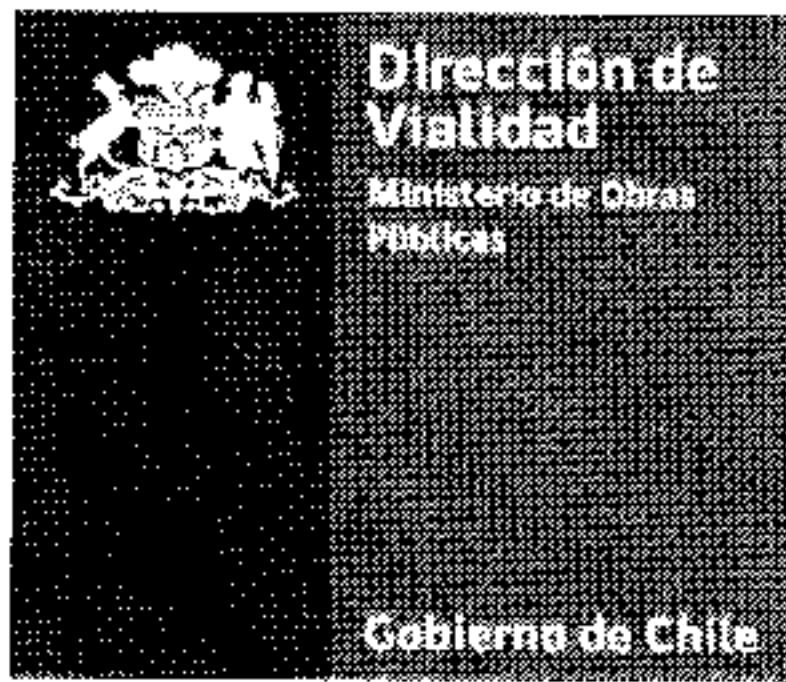 Dirección de
Vialidad
Ministerio de Obras
Públicas
Gobierno de Chile